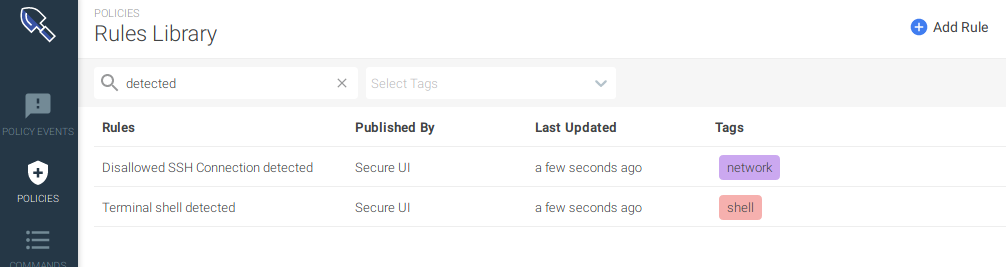 POLICIES
Rules Library
Add Rule
detected
Select Tags
POLICY EVENTS
Rules Published By Last Updated Tags
Disallowed SSH Connection detected Secure UI a few seconds ago network
POLICIES
Terminal shell detected Secure UI a few seconds ago shell
COMMANDS